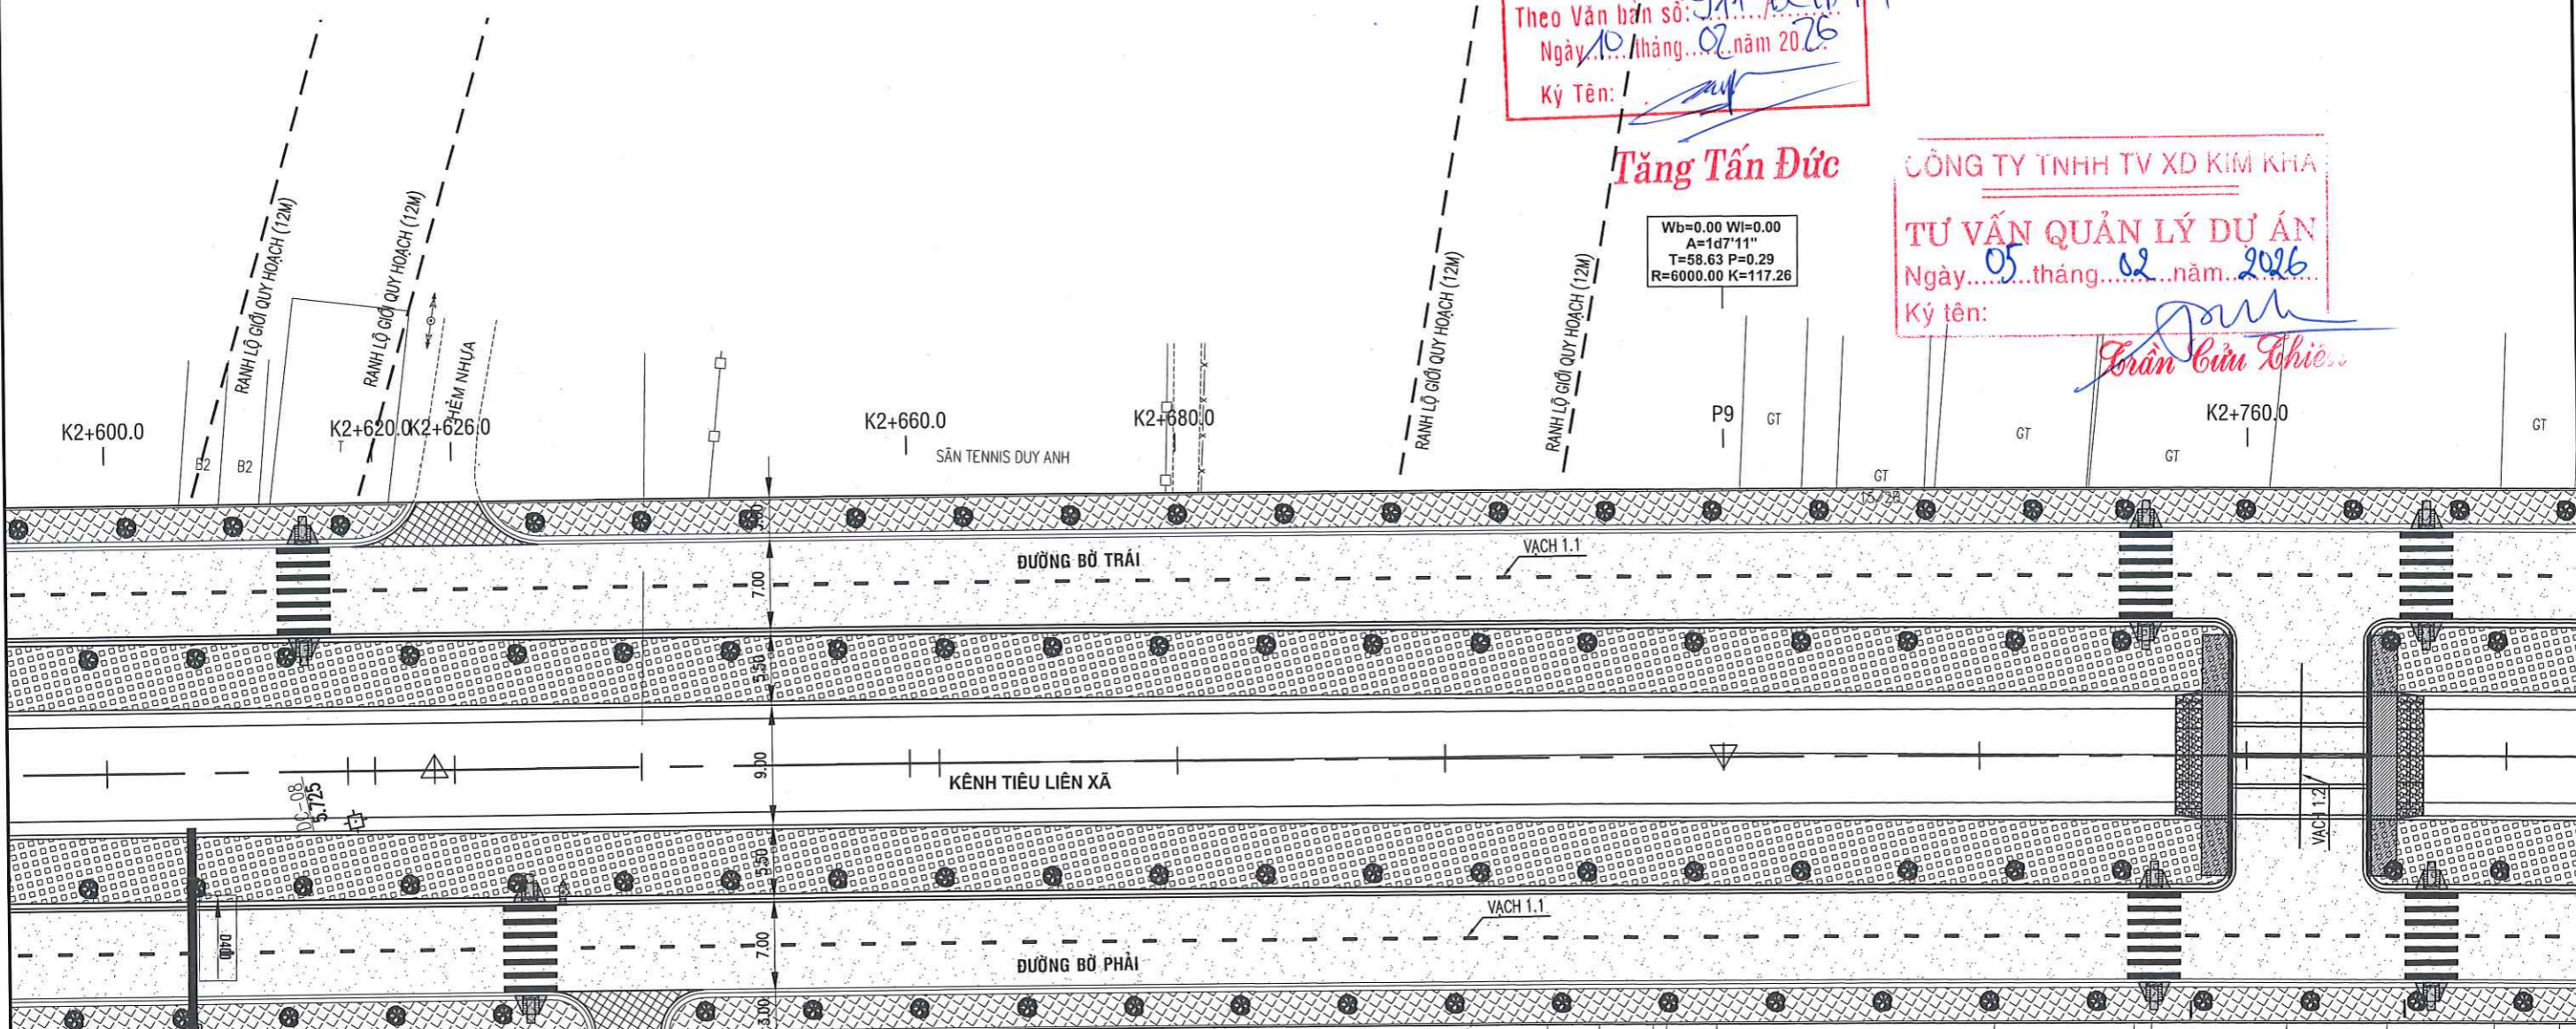 Theo Văn bản số:
Ngày 10 tháng 02 năm 2026
Ký Tên:
Tăng Tấn Đức
CÔNG TY TNHH TV XD KIM KHA
TƯ VẤN QUẢN LÝ DỰ ÁN
Ngày 05 tháng 02 năm 2026
Ký tên:
Trần Cửu
Wb=0.00 Wl=0.00
A=1d7'11"
T=58.63 P=0.29
R=6000.00 K=117.26
RANH LỘ GIỚI QUY HOẠCH (12M)
RANH LỘ GIỚI QUY HOẠCH (12M)
RANH LỘ GIỚI QUY HOẠCH (12M)
RANH LỘ GIỚI QUY HOẠCH (12M)
HẺM NHỰA
K2+600.0
K2+620.0
K2+626.0
K2+660.0
K2+680.0
P9
K2+760.0
B2
B2
T
SÂN TENNIS DUY ANH
GT
GT
GT
GT
GT
ĐƯỜNG BỜ TRÁI
VẠCH 1.1
7.00
5.50
9.00
KÊNH TIÊU LIÊN XÃ
DC-08
5.725
VẠCH 1.2
5.50
D400
7.00
VẠCH 1.1
ĐƯỜNG BỜ PHẢI
3.00